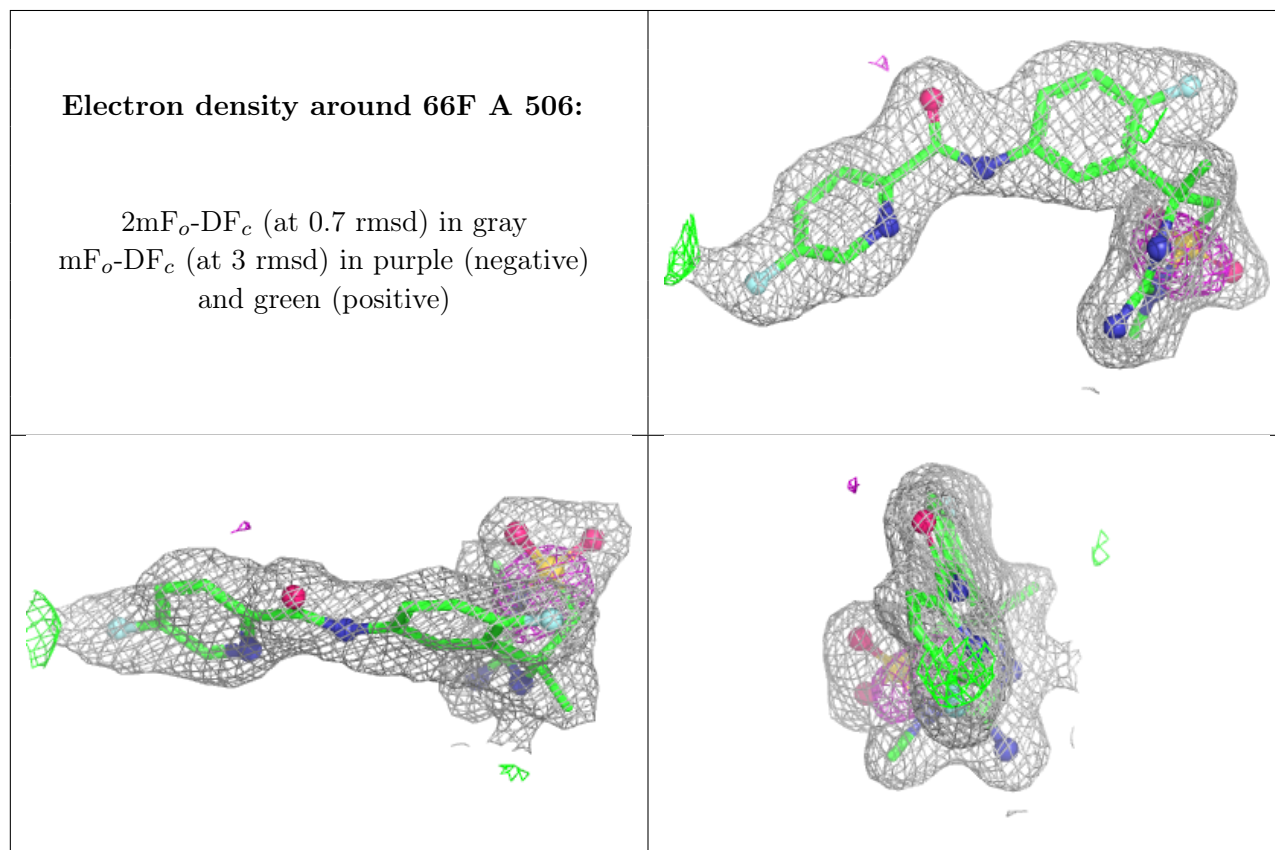 Electron density around 66F A 506:
2mFo-DFc (at 0.7 rmsd) in gray
mFo-DFc (at 3 rmsd) in purple (negative)
and green (positive)